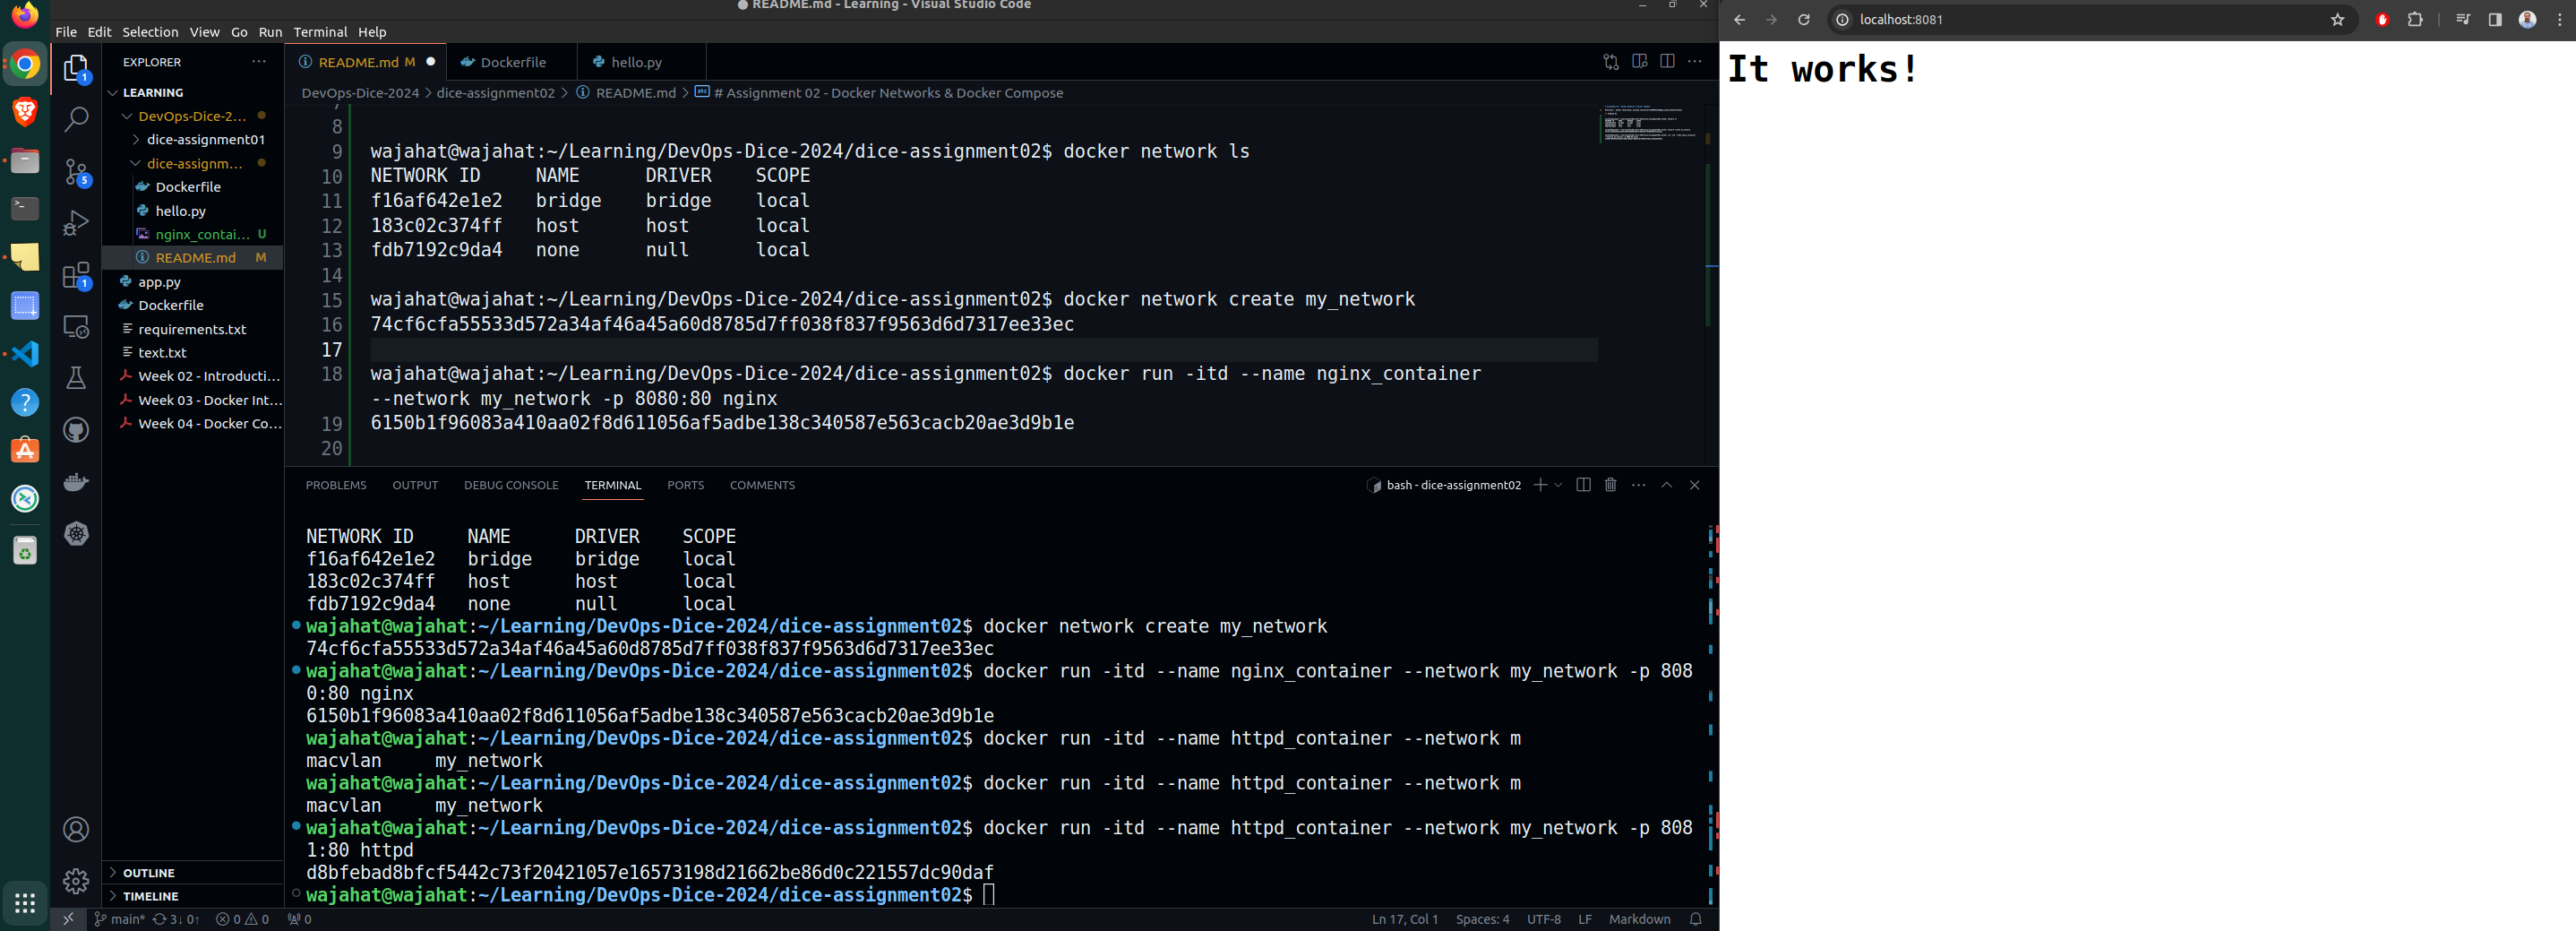 README.md - Learning - Visual Studio Code
File Edit Selection View Go Run Terminal Help
EXPLORER
LEARNING
DevOps-Dice-2...
dice-assignment01
dice-assignm...
Dockerfile
hello.py
nginx_contai... U
README.md M
app.py
Dockerfile
requirements.txt
text.txt
Week 02 - Introducti...
Week 03 - Docker Int...
Week 04 - Docker Co...
OUTLINE
TIMELINE
1
5
1
README.md M
Dockerfile
hello.py
DevOps-Dice-2024 > dice-assignment02 > README.md > # Assignment 02 - Docker Networks & Docker Compose
7
8
9 wajahat@wajahat:~/Learning/DevOps-Dice-2024/dice-assignment02$ docker network ls
10 NETWORK ID NAME DRIVER SCOPE
11 f16af642e1e2 bridge bridge local
12 183c02c374ff host host local
13 fdb7192c9da4 none null local
14
15 wajahat@wajahat:~/Learning/DevOps-Dice-2024/dice-assignment02$ docker network create my_network
16 74cf6cfa55533d572a34af46a45a60d8785d7ff038f837f9563d6d7317ee33ec
17
18 wajahat@wajahat:~/Learning/DevOps-Dice-2024/dice-assignment02$ docker run -itd --name nginx_container
--network my_network -p 8080:80 nginx
19 6150b1f96083a410aa02f8d611056af5adbe138c340587e563cacb20ae3d9b1e
20
PROBLEMS OUTPUT DEBUG CONSOLE TERMINAL PORTS COMMENTS
bash - dice-assignment02
NETWORK ID NAME DRIVER SCOPE
f16af642e1e2 bridge bridge local
183c02c374ff host host local
fdb7192c9da4 none null local
wajahat@wajahat:~/Learning/DevOps-Dice-2024/dice-assignment02$ docker network create my_network
74cf6cfa55533d572a34af46a45a60d8785d7ff038f837f9563d6d7317ee33ec
wajahat@wajahat:~/Learning/DevOps-Dice-2024/dice-assignment02$ docker run -itd --name nginx_container --network my_network -p 808
0:80 nginx
6150b1f96083a410aa02f8d611056af5adbe138c340587e563cacb20ae3d9b1e
wajahat@wajahat:~/Learning/DevOps-Dice-2024/dice-assignment02$ docker run -itd --name httpd_container --network m
macvlan my_network
wajahat@wajahat:~/Learning/DevOps-Dice-2024/dice-assignment02$ docker run -itd --name httpd_container --network m
macvlan my_network
wajahat@wajahat:~/Learning/DevOps-Dice-2024/dice-assignment02$ docker run -itd --name httpd_container --network my_network -p 808
1:80 httpd
d8bfebad8bfcf5442c73f20421057e16573198d21662be86d0c221557dc90daf
wajahat@wajahat:~/Learning/DevOps-Dice-2024/dice-assignment02$
main* 3↓ 0↑ 0 0 0
Ln 17, Col 1 Spaces: 4 UTF-8 LF Markdown
localhost:8081
It works!